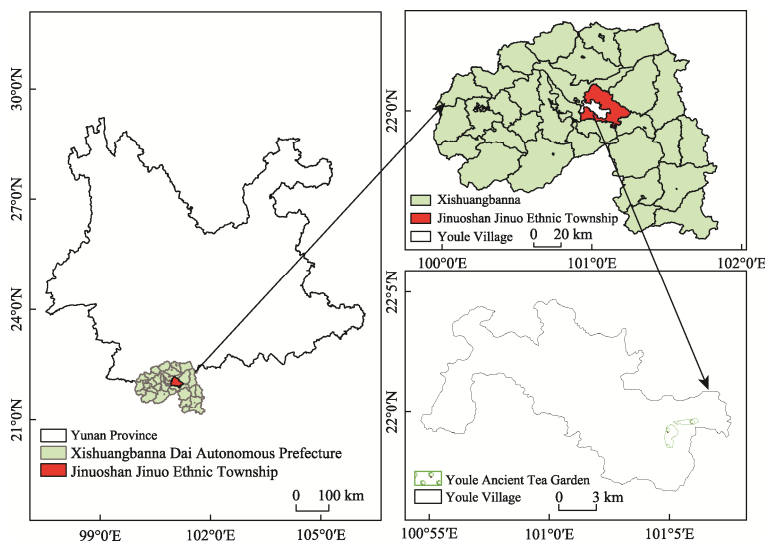 30°0′N
27°0′N
24°0′N
21°0′N
Yunan Province
Xishuangbanna Dai Autonomous Prefecture
Jinuoshan Jinuo Ethnic Township
0 100 km
99°0′E 102°0′E 105°0′E
22°0′N
Xishuangbanna
Jinuoshan Jinuo Ethnic Township
Youle Village 0 20 km
100°0′E 101°0′E 102°0′E
22°5′N
22°0′N
Youle Ancient Tea Garden
Youle Village 0 3 km
100°55′E 101°0′E 101°5′E